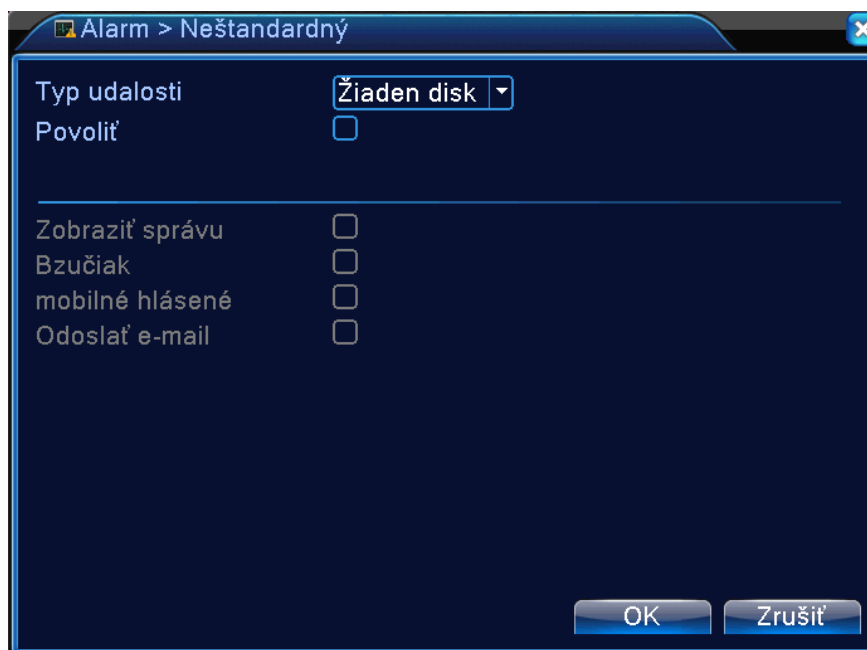 Alarm > Neštandardný
Typ udalosti Žiaden disk
Povoliť
Zobraziť správu
Bzučiak
mobilné hlásené
Odoslať e-mail
OK Zrušiť